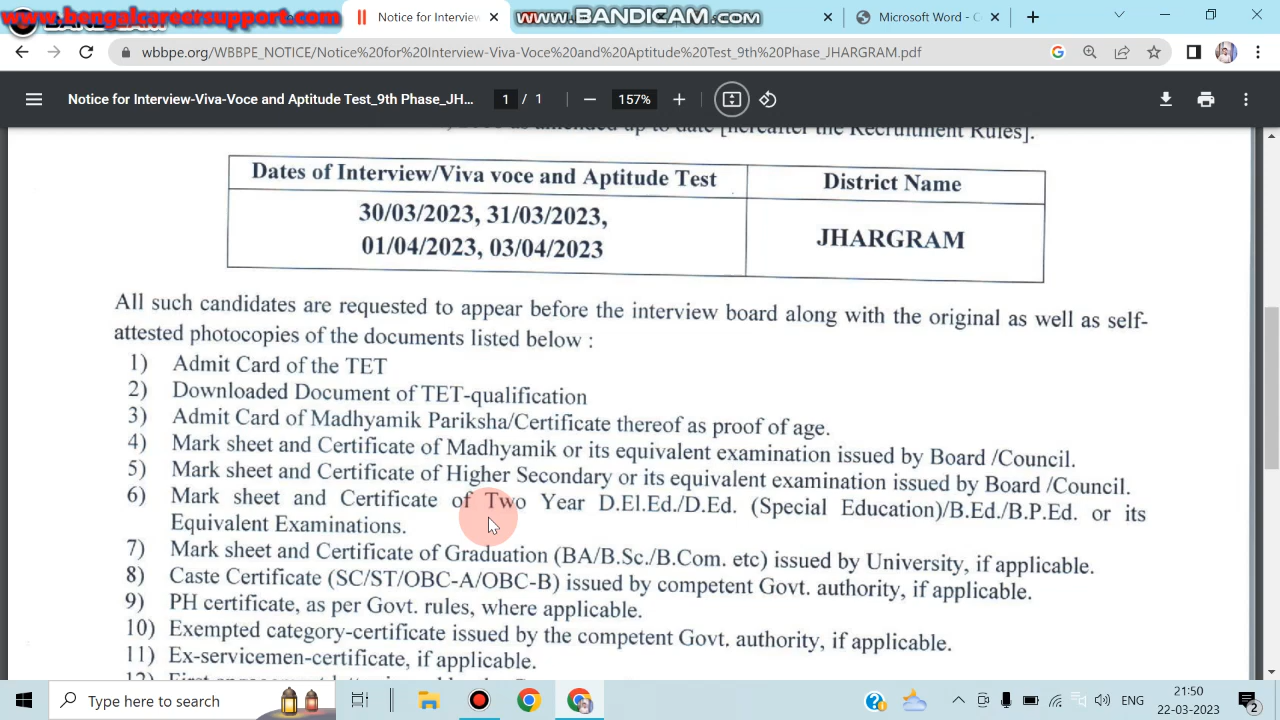 www.bengalcareersupport.com
Notice for Interview
www.BANDICAM.com
Microsoft Word - C
wbbpe.org/WBBPE_NOTICE/Notice%20for%20Interview-Viva-Voce%20and%20Aptitude%20Test_9th%20Phase_JHARGRAM.pdf
Notice for Interview-Viva-Voce and Aptitude Test_9th Phase_JH...
1 / 1
157%
as amended up to date [hereafter the Recruitment Rules].
Dates of Interview/Viva voce and Aptitude Test
District Name
30/03/2023, 31/03/2023,
01/04/2023, 03/04/2023
JHARGRAM
All such candidates are requested to appear before the interview board along with the original as well as self-
attested photocopies of the documents listed below :
1) Admit Card of the TET
2) Downloaded Document of TET-qualification
3) Admit Card of Madhyamik Pariksha/Certificate thereof as proof of age.
4) Mark sheet and Certificate of Madhyamik or its equivalent examination issued by Board /Council.
5) Mark sheet and Certificate of Higher Secondary or its equivalent examination issued by Board /Council.
6) Mark sheet and Certificate of Two Year D.El.Ed./D.Ed. (Special Education)/B.Ed./B.P.Ed. or its
Equivalent Examinations.
7) Mark sheet and Certificate of Graduation (BA/B.Sc./B.Com. etc) issued by University, if applicable.
8) Caste Certificate (SC/ST/OBC-A/OBC-B) issued by competent Govt. authority, if applicable.
9) PH certificate, as per Govt. rules, where applicable.
10) Exempted category-certificate issued by the competent Govt. authority, if applicable.
11) Ex-servicemen-certificate, if applicable.
Type here to search
ENG
21:50
22-03-2023
2